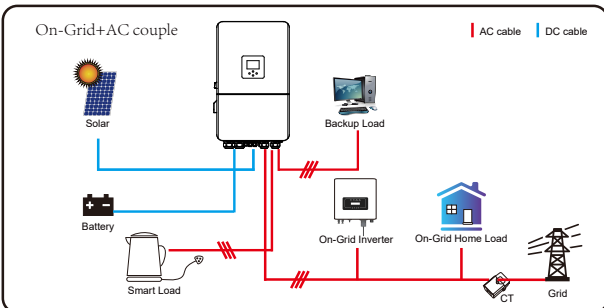 On-Grid+AC couple
AC cable
DC cable
Solar
Backup Load
Battery
On-Grid Inverter
On-Grid Home Load
Smart Load
CT
Grid